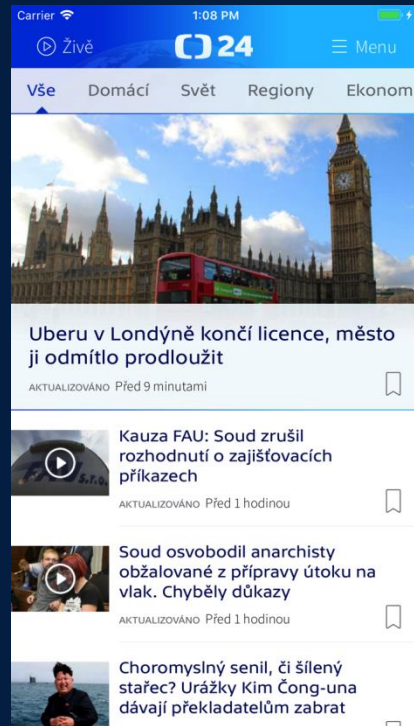 Carrier 1:08 PM
Živě 24 Menu
Vše Domácí Svět Regiony Ekonom
Uberu v Londýně končí licence, město
ji odmítlo prodloužit
AKTUALIZOVÁNO Před 9 minutami
Kauza FAU: Soud zrušil
rozhodnutí o zajišťovacích
příkazech
AKTUALIZOVÁNO Před 1 hodinou
Soud osvobodil anarchisty
obžalované z přípravy útoku na
vlak. Chyběly důkazy
AKTUALIZOVÁNO Před 1 hodinou
Choromyslný senil, či šílený
stařec? Urážky Kim Čong-una
dávají překladatelům zabrat